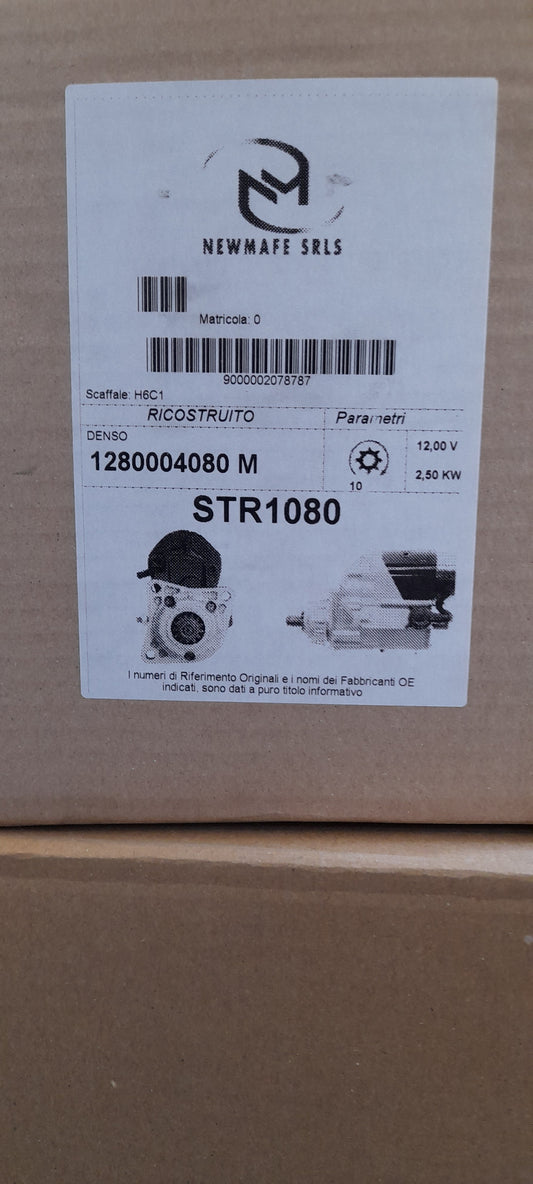 NEWMAFE SRLS
Matricola: 0
9000002078787
Scaffale: H6C1
RICOSTRUITO Parametri
DENSO
1280004080 M
10
12,00 V
2,50 KW
STR1080
I numeri di Riferimento Originali e i nomi dei Fabbricanti OE
indicati, sono dati a puro titolo informativo